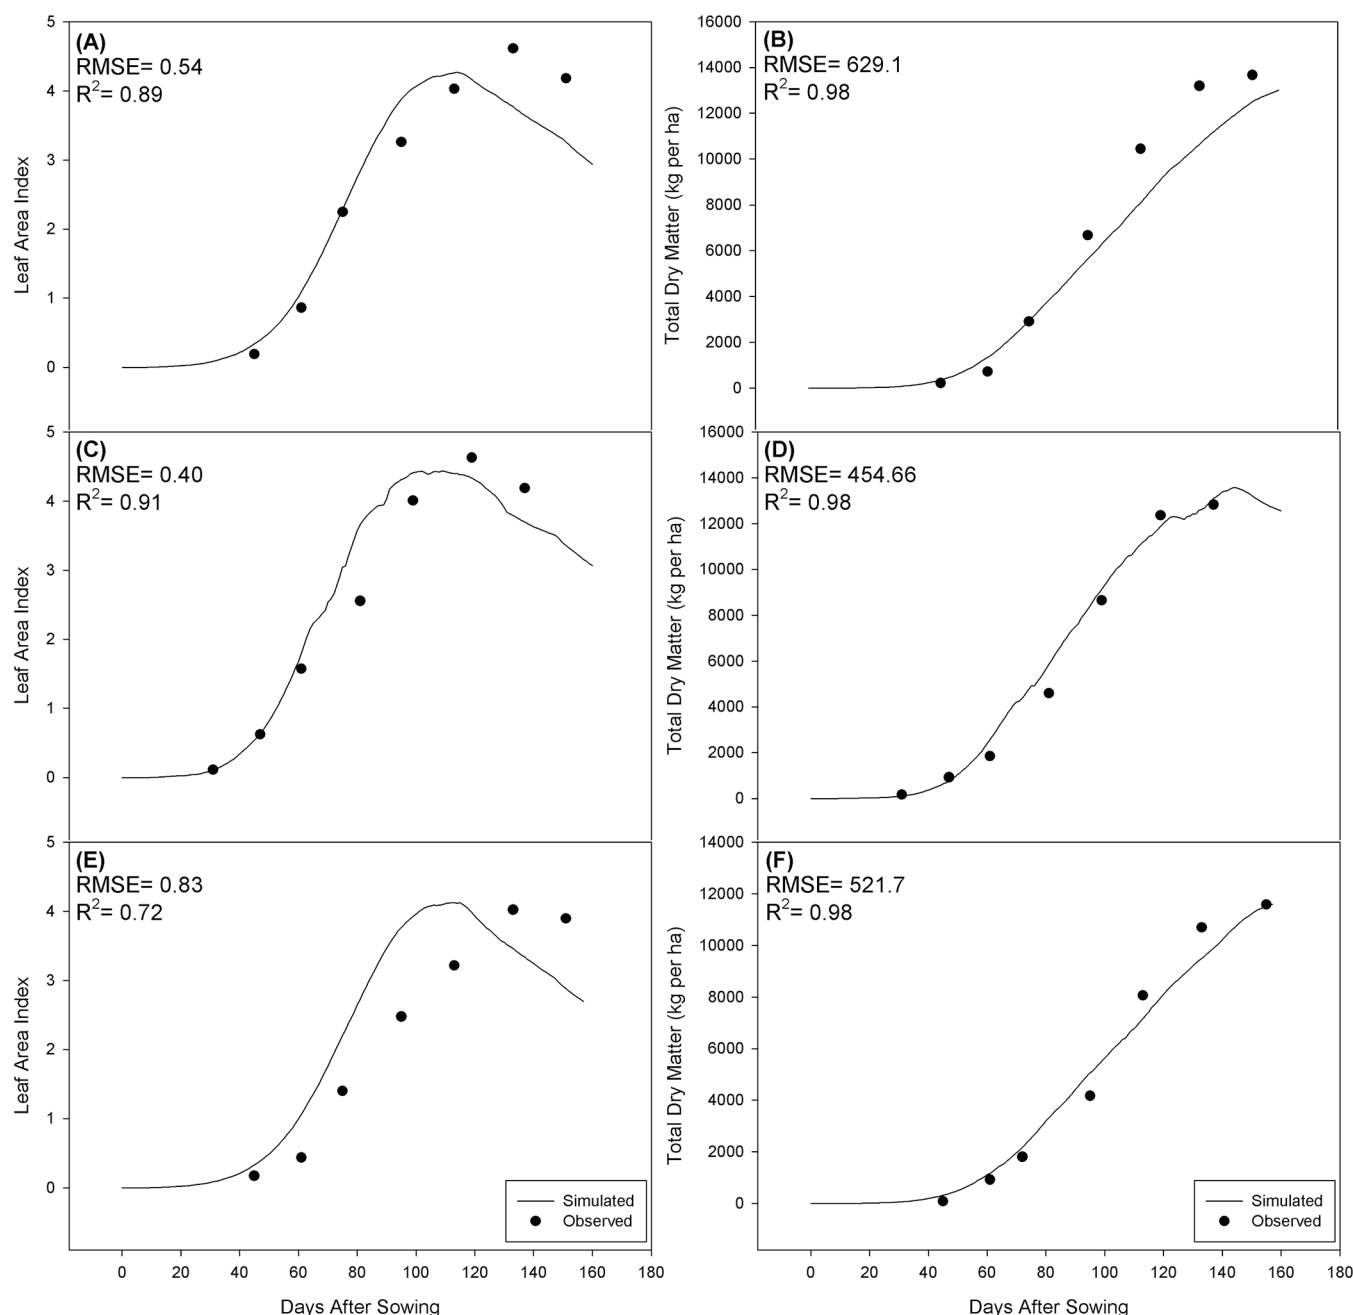 (A)
RMSE= 0.54
R²= 0.89
Leaf Area Index
5
4
3
2
1
0
(B)
RMSE= 629.1
R²= 0.98
Total Dry Matter (kg per ha)
16000
14000
12000
10000
8000
6000
4000
2000
0
(C)
RMSE= 0.40
R²= 0.91
Leaf Area Index
5
4
3
2
1
0
(D)
RMSE= 454.66
R²= 0.98
Total Dry Matter (kg per ha)
16000
14000
12000
10000
8000
6000
4000
2000
0
(E)
RMSE= 0.83
R²= 0.72
Leaf Area Index
5
4
3
2
1
0
Simulated
Observed
0 20 40 60 80 100 120 140 160 180
Days After Sowing
(F)
RMSE= 521.7
R²= 0.98
Total Dry Matter (kg per ha)
14000
12000
10000
8000
6000
4000
2000
0
Simulated
Observed
0 20 40 60 80 100 120 140 160 180
Days After Sowing